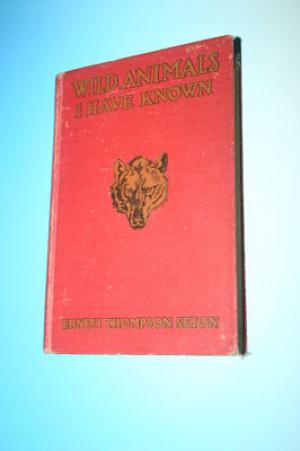 WILD ANIMALS
I HAVE KNOWN
ERNEST THOMPSON SETON